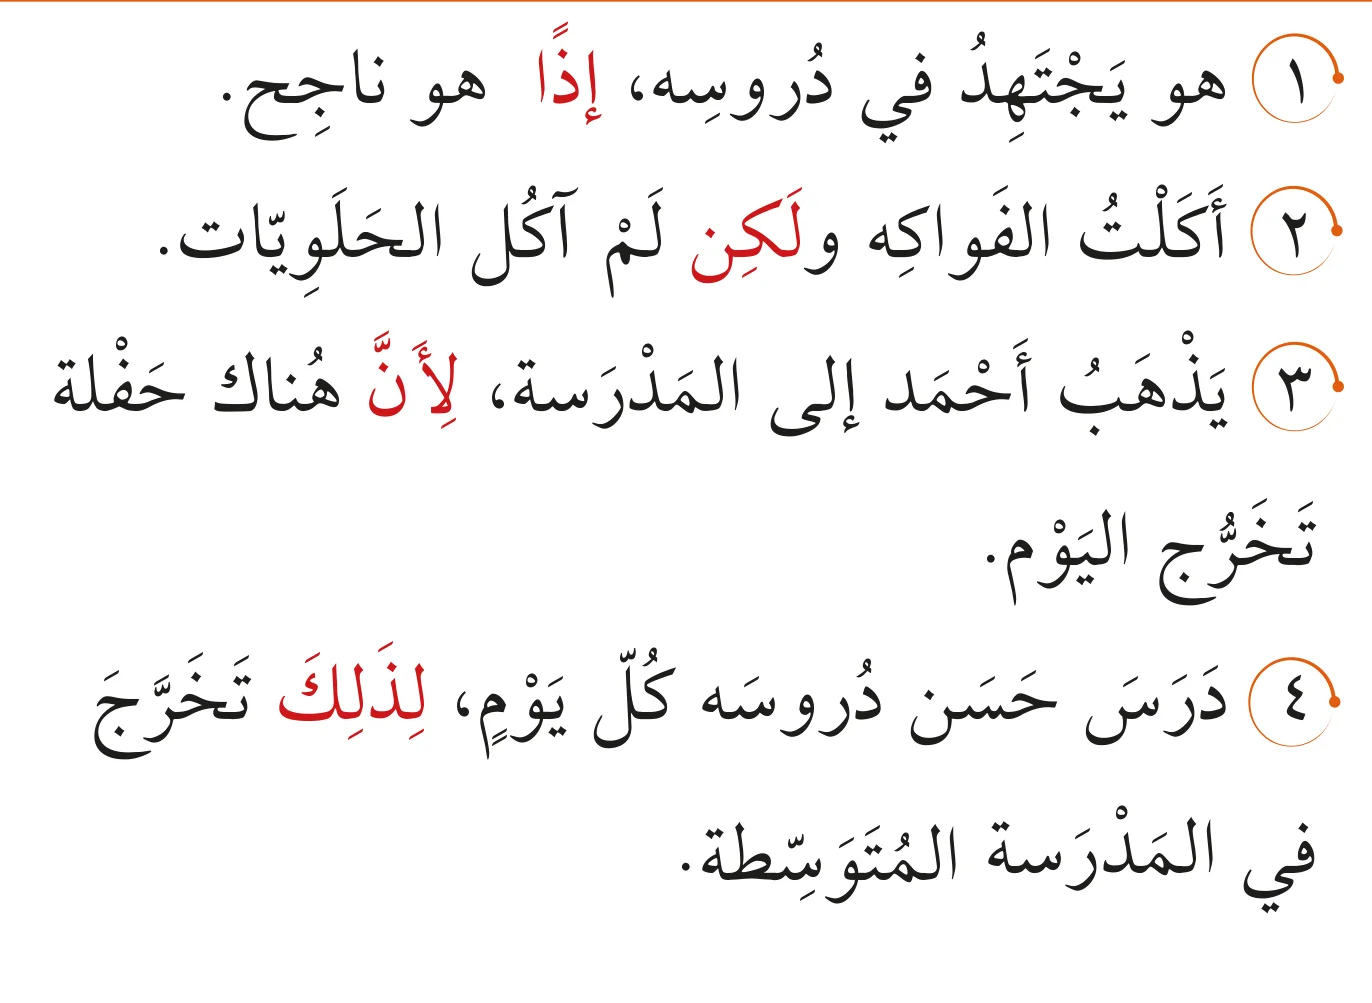 ١ هو يَجْتَهِدُ في دُروسِه، إذًا هو ناجِح.
٢ أَكَلْتُ الفَواكِه ولَكِن لَمْ آكُل الحَلَوِيّات.
٣ يَذْهَبُ أَحْمَد إلى المَدْرَسة، لِأَنَّ هُناك حَفْلة
تَخَرُّج اليَوْم.
٤ دَرَسَ حَسَن دُروسَه كُلّ يَوْمٍ، لِذَلِكَ تَخَرَّجَ
في المَدْرَسة المُتَوَسِّطة.